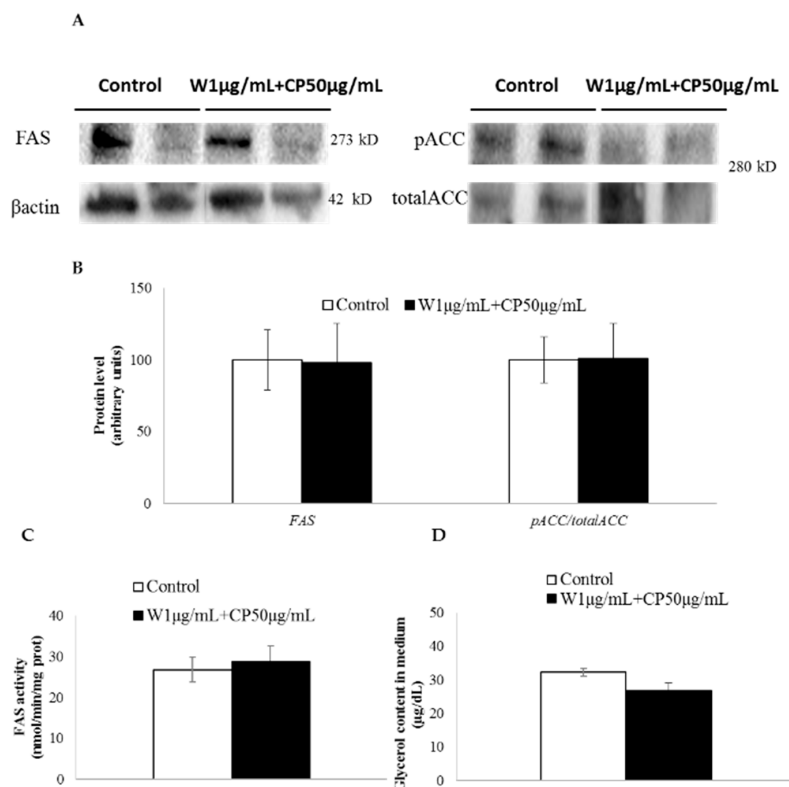 A
Control W1µg/mL+CP50µg/mL Control W1µg/mL+CP50µg/mL
FAS 273 kD pACC
280 kD
βactin 42 kD totalACC
B
150
100
50
0
Protein level
(arbitrary units)
Control W1µg/mL+CP50µg/mL
FAS pACC/totalACC
C
Control
W1µg/mL+CP50µg/mL
40
30
20
10
0
FAS activity
(nmol/min/mg prot)
D
Control
W1µg/mL+CP50µg/mL
50
40
30
20
10
0
Glycerol content in medium
(µg/dL)